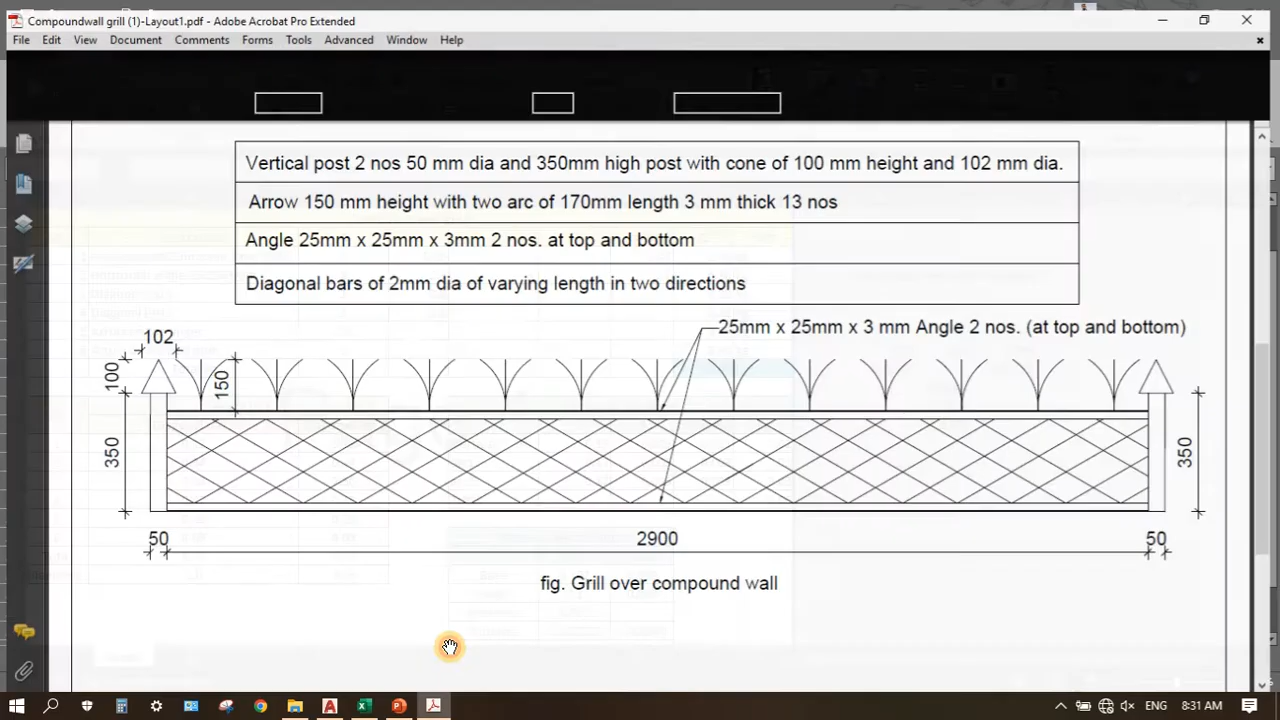 Compoundwall grill (1)-Layout1.pdf - Adobe Acrobat Pro Extended
File Edit View Document Comments Forms Tools Advanced Window Help
Vertical post 2 nos 50 mm dia and 350mm high post with cone of 100 mm height and 102 mm dia.
Arrow 150 mm height with two arc of 170mm length 3 mm thick 13 nos
Angle 25mm x 25mm x 3mm 2 nos. at top and bottom
Diagonal bars of 2mm dia of varying length in two directions
25mm x 25mm x 3 mm Angle 2 nos. (at top and bottom)
102
100
150
350
350
50 2900 50
fig. Grill over compound wall
ENG 8:31 AM